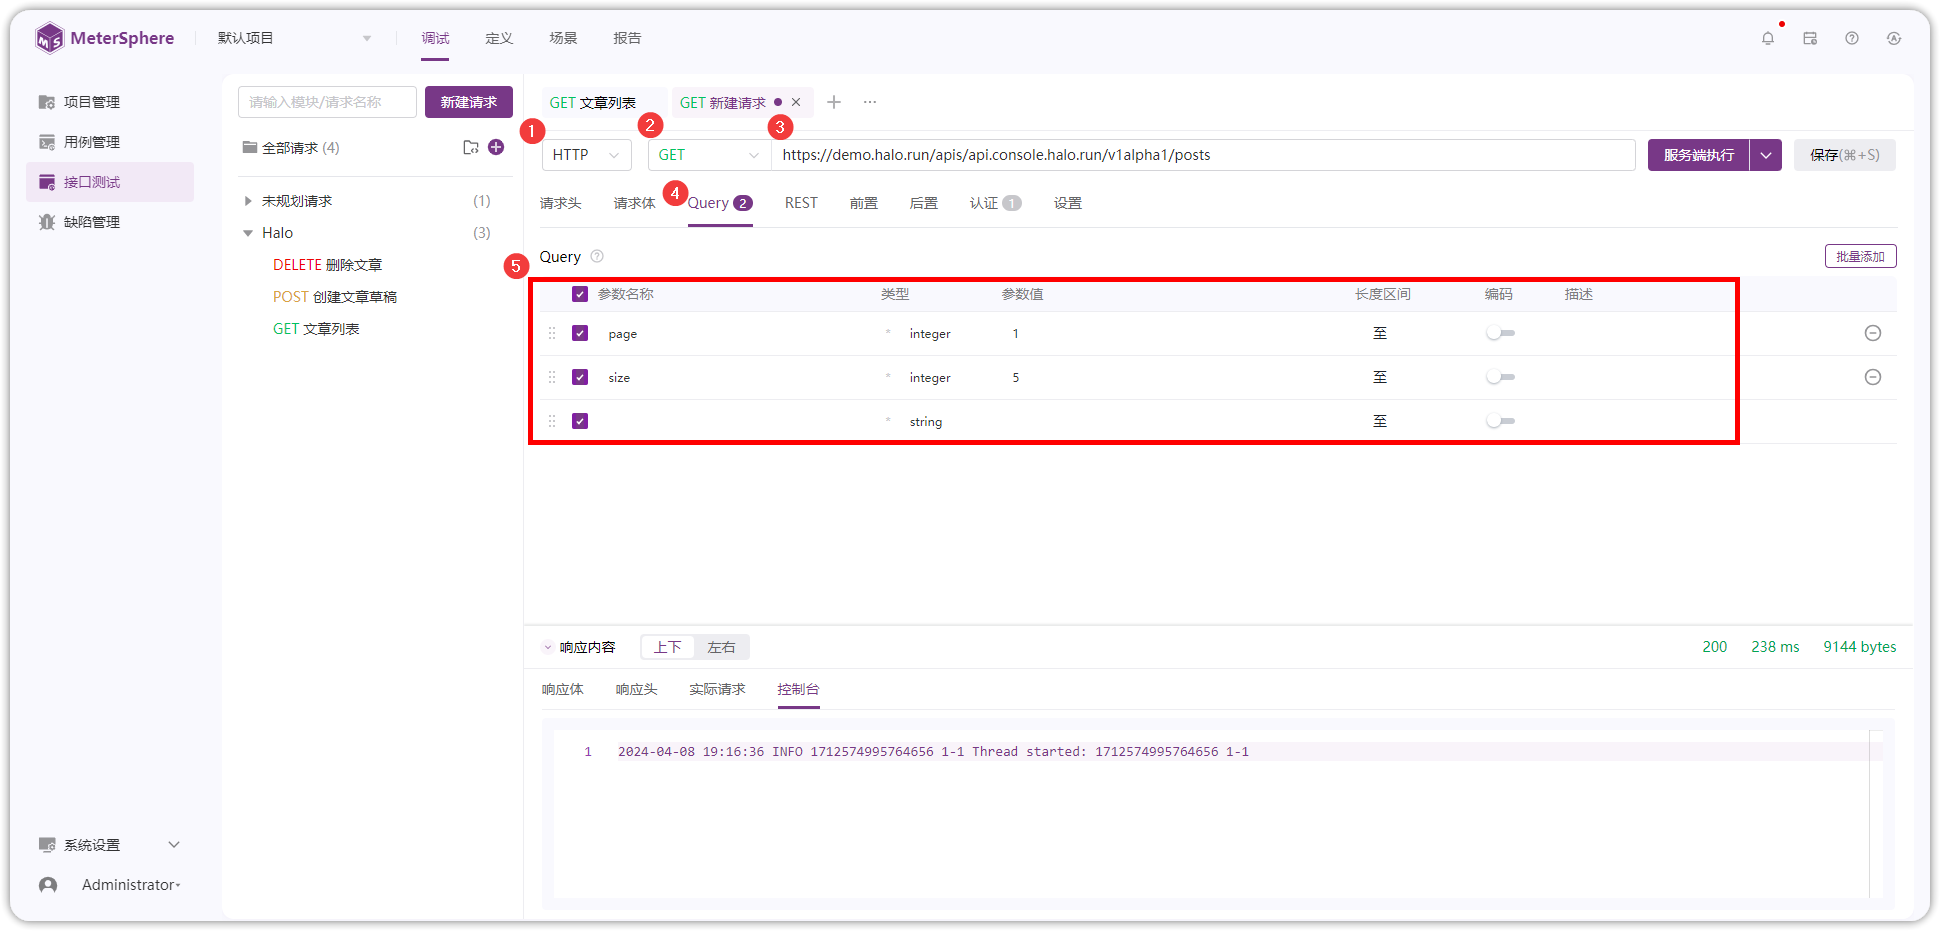 MeterSphere
默认项目
调试
定义
场景
报告
项目管理
用例管理
接口测试
缺陷管理
系统设置
Administrator
请输入模块/请求名称
新建请求
全部请求 (4)
未规划请求 (1)
Halo (3)
DELETE 删除文章
POST 创建文章草稿
GET 文章列表
GET 文章列表
GET 新建请求
1
2
3
HTTP
GET
https://demo.halo.run/apis/api.console.halo.run/v1alpha1/posts
服务端执行
保存(⌘+S)
4
请求头
请求体
Query 2
REST
前置
后置
认证 1
设置
5
Query
批量添加
参数名称 类型 参数值 长度区间 编码 描述
page * integer 1 至
size * integer 5 至
* string 至
响应内容
上下
左右
200
238 ms
9144 bytes
响应体
响应头
实际请求
控制台
1 2024-04-08 19:16:36 INFO 1712574995764656 1-1 Thread started: 1712574995764656 1-1